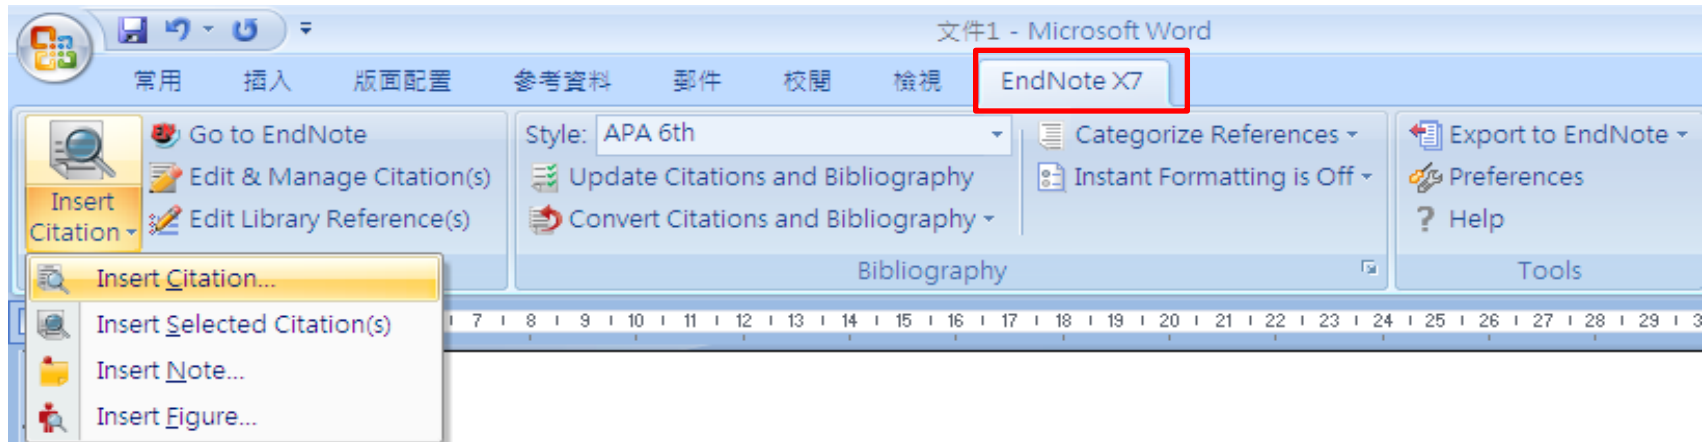 文件1 - Microsoft Word
常用 插入 版面配置 參考資料 郵件 校閱 檢視 EndNote X7
Go to EndNote Style: APA 6th Categorize References Export to EndNote
Edit & Manage Citation(s) Update Citations and Bibliography Instant Formatting is Off Preferences
Insert
Citation
Edit Library Reference(s) Convert Citations and Bibliography ? Help
Bibliography Tools
Insert Citation...
Insert Selected Citation(s)
Insert Note...
Insert Figure...
7 8 9 10 11 12 13 14 15 16 17 18 19 20 21 22 23 24 25 26 27 28 29